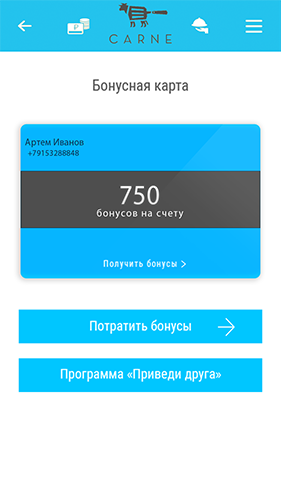 CARNE
Бонусная карта
Артем Иванов
+79153288848
750
бонусов на счету
Получить бонусы >
Потратить бонусы
Программа «Приведи друга»